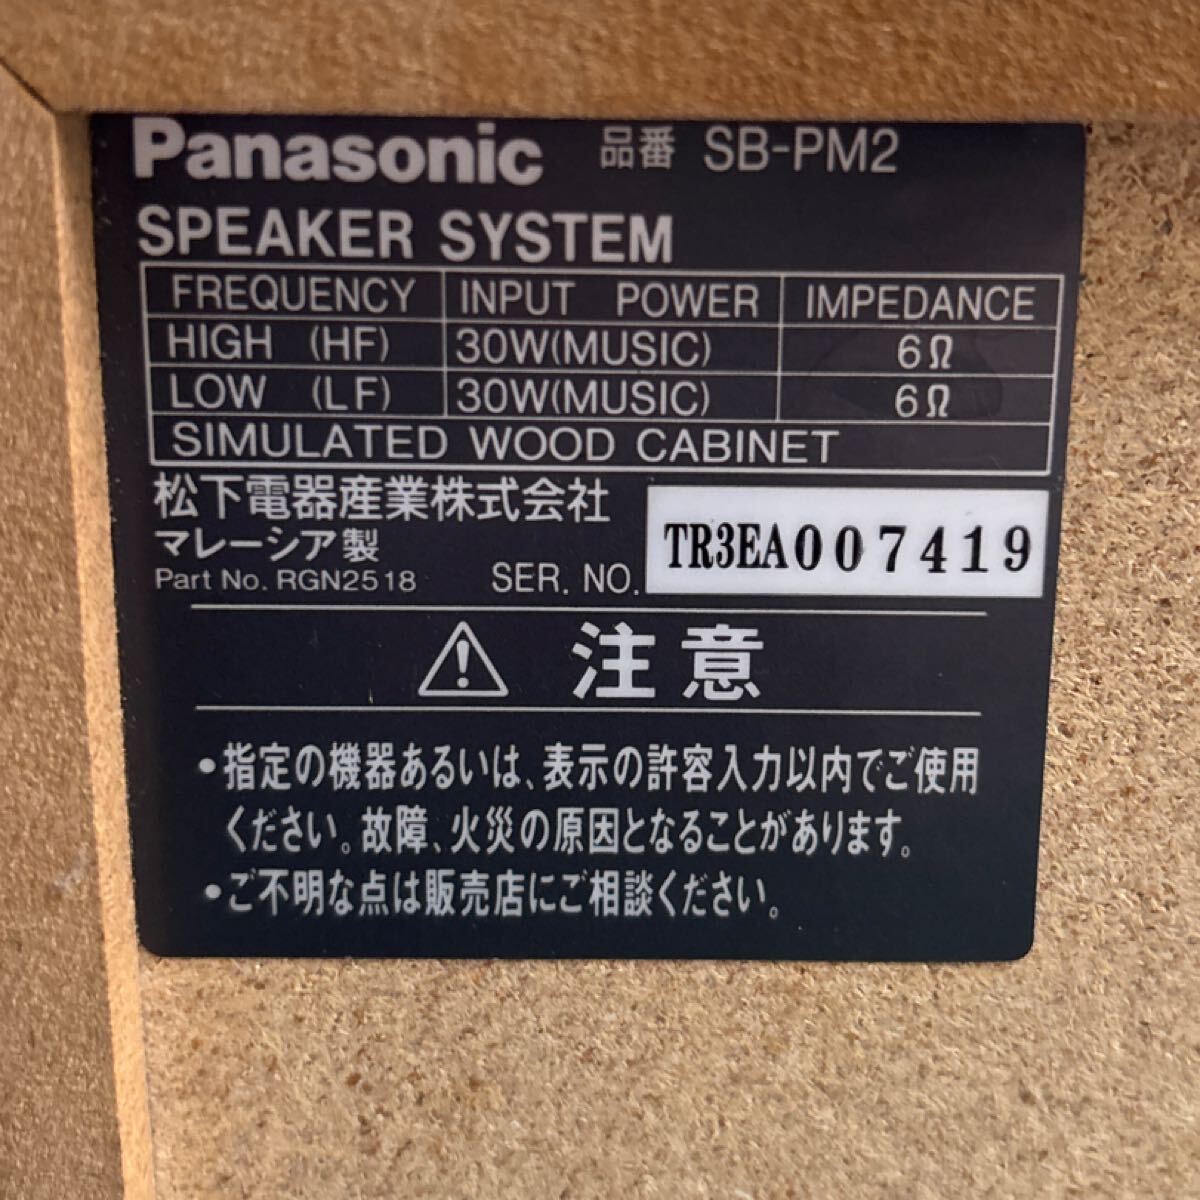 Panasonic 品番 SB-PM2
SPEAKER SYSTEM
FREQUENCY INPUT POWER IMPEDANCE
HIGH (HF) 30W(MUSIC) 6Ω
LOW (LF) 30W(MUSIC) 6Ω
SIMULATED WOOD CABINET
松下電器産業株式会社
マレーシア製
Part No. RGN2518 SER. NO. TR3EA007419
⚠ 注意
•指定の機器あるいは、表示の許容入力以内でご使用
ください。故障、火災の原因となることがあります。
•ご不明な点は販売店にご相談ください。